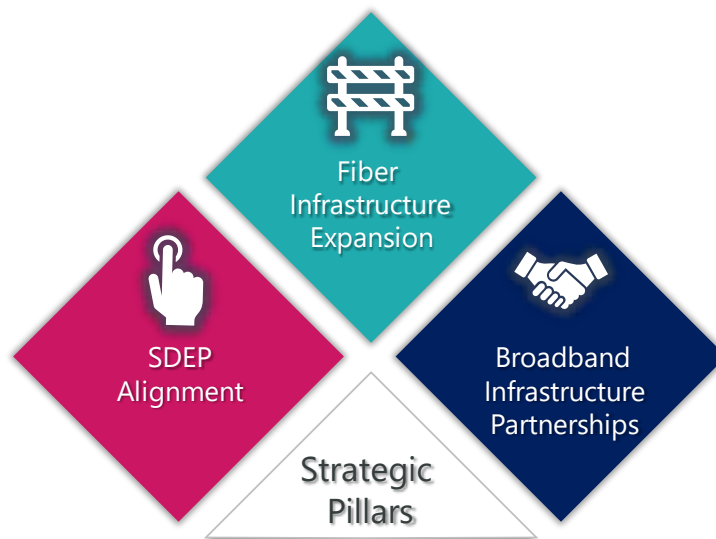 Fiber
Infrastructure
Expansion
SDEP
Alignment
Broadband
Infrastructure
Partnerships
Strategic
Pillars